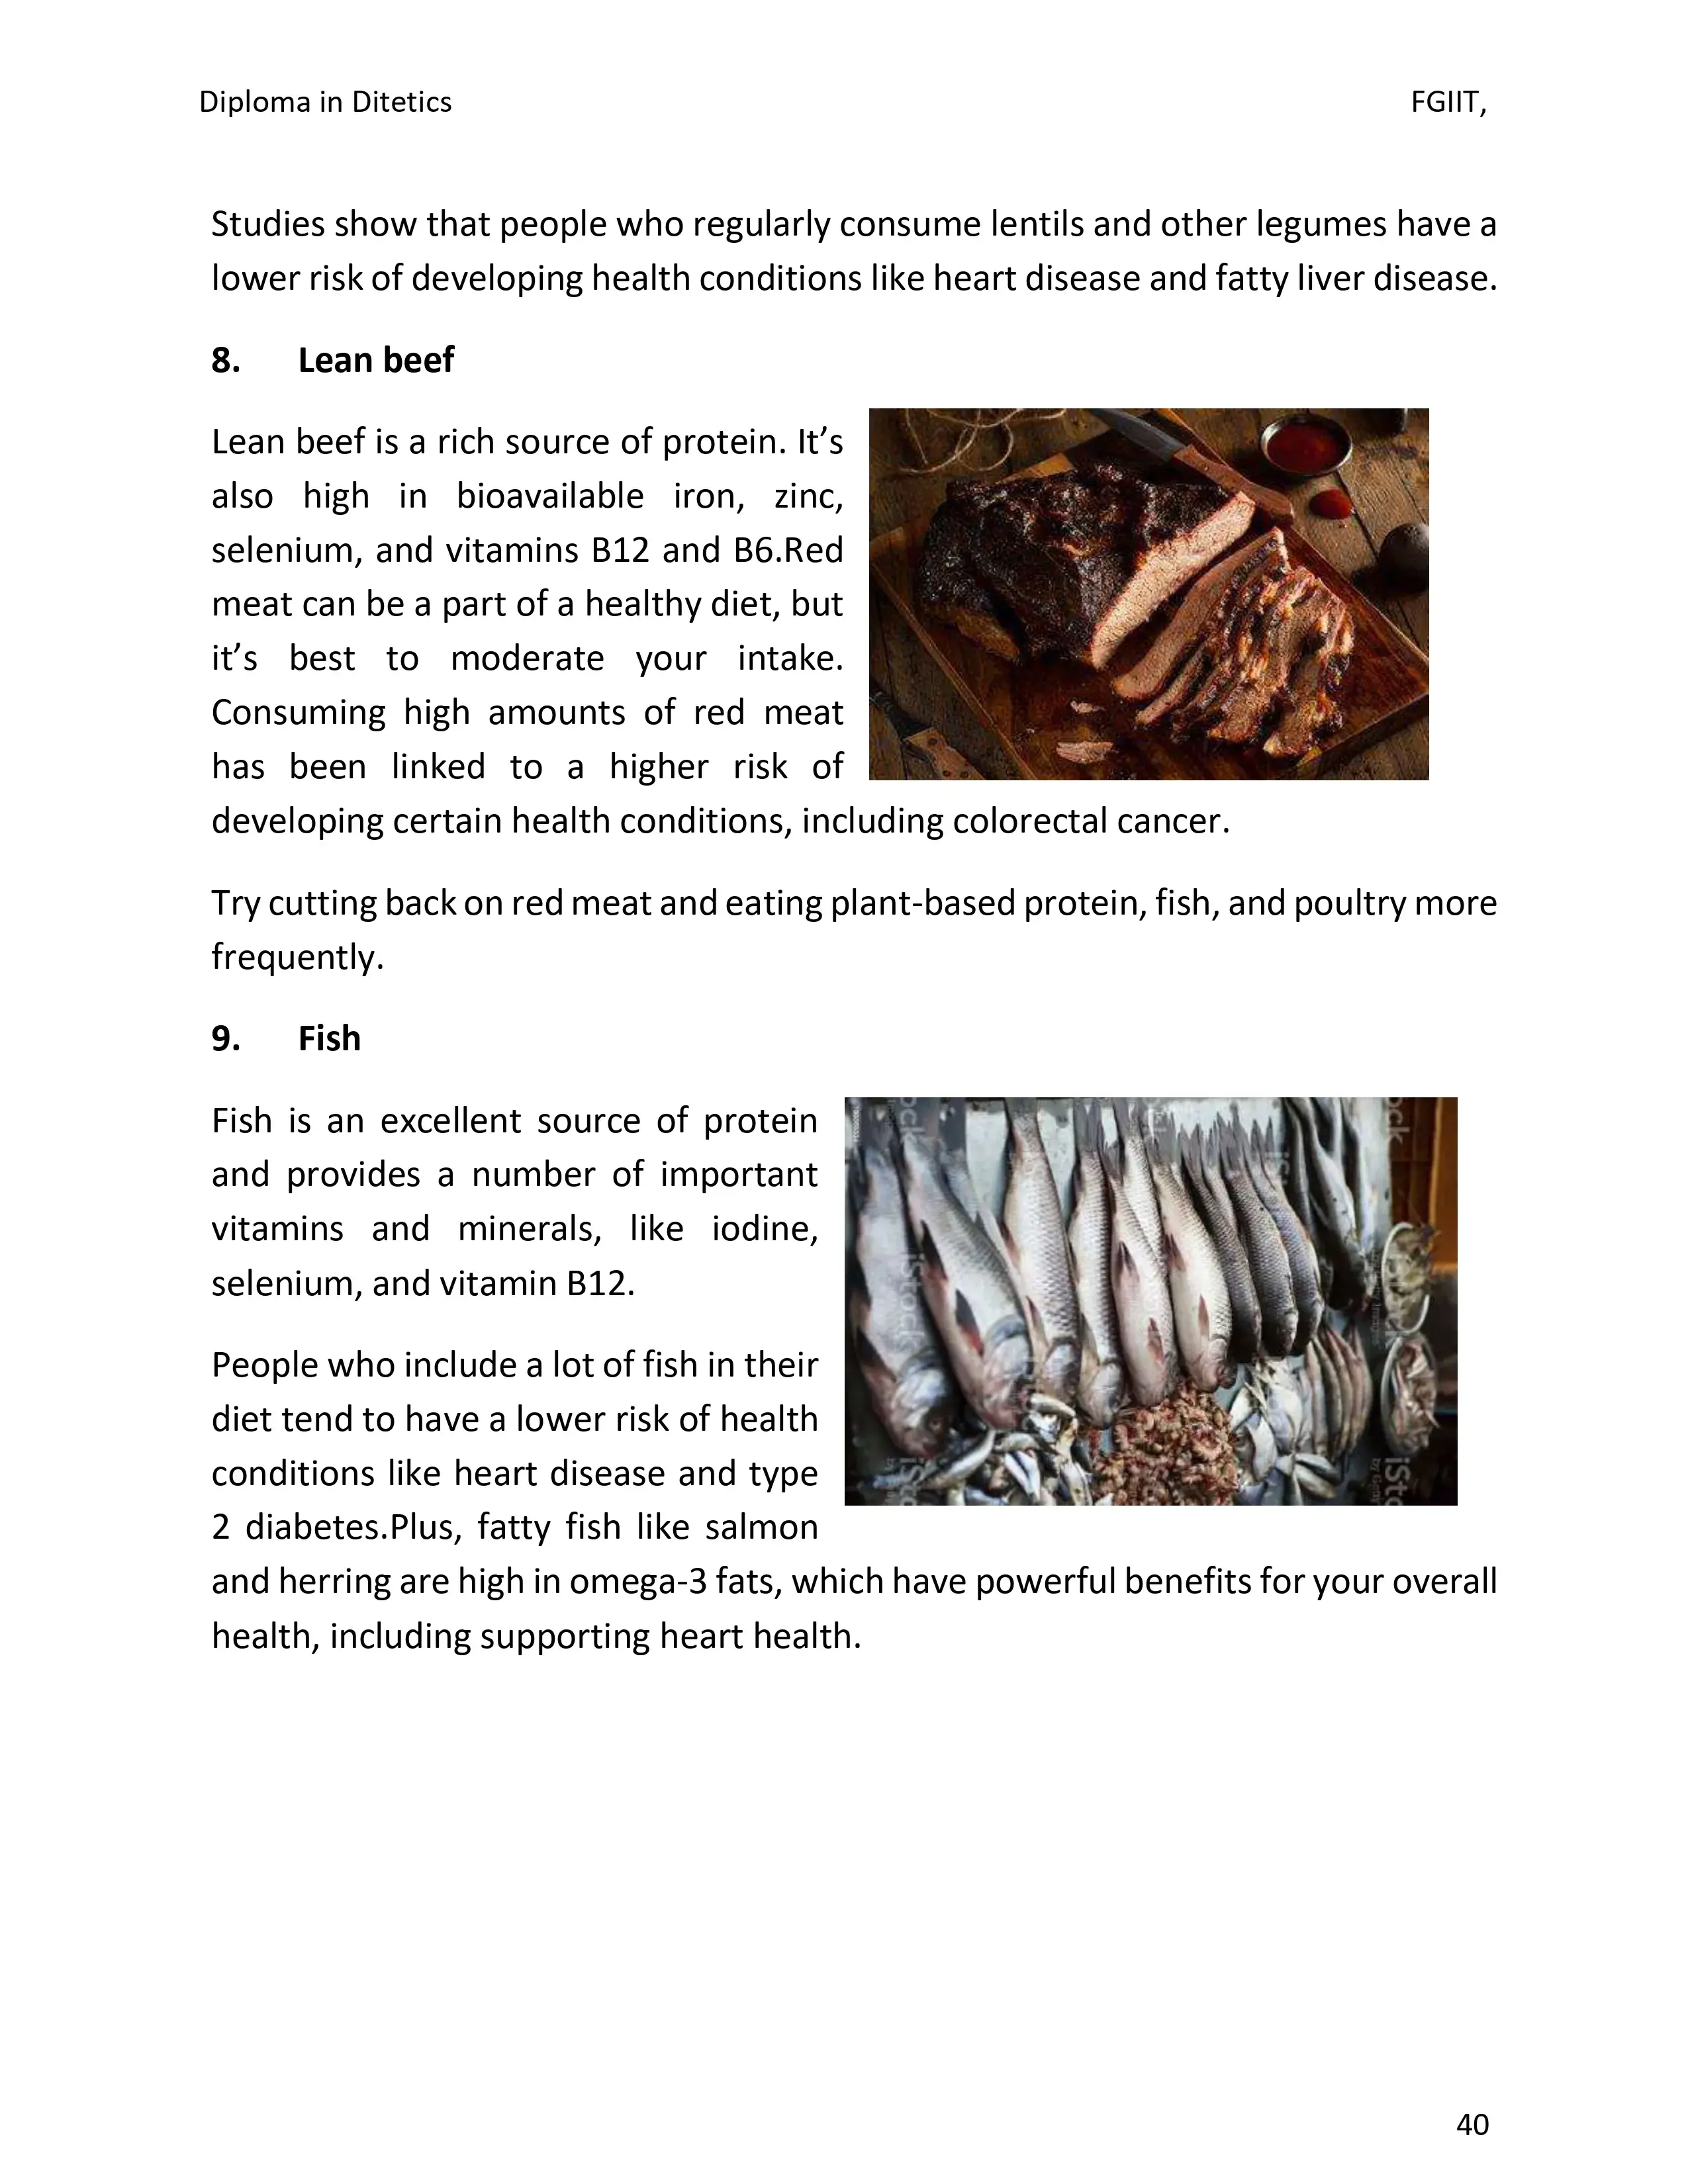 Diploma in Ditetics FGIIT,
Studies show that people who regularly consume lentils and other legumes have a
lower risk of developing health conditions like heart disease and fatty liver disease.
8. Lean beef
Lean beef is a rich source of protein. It’s
also high in bioavailable iron, zinc,
selenium, and vitamins B12 and B6.Red
meat can be a part of a healthy diet, but
it’s best to moderate your intake.
Consuming high amounts of red meat
has been linked to a higher risk of
developing certain health conditions, including colorectal cancer.
Try cutting back on red meat and eating plant-based protein, fish, and poultry more
frequently.
9. Fish
Fish is an excellent source of protein
and provides a number of important
vitamins and minerals, like iodine,
selenium, and vitamin B12.
People who include a lot of fish in their
diet tend to have a lower risk of health
conditions like heart disease and type
2 diabetes.Plus, fatty fish like salmon
and herring are high in omega-3 fats, which have powerful benefits for your overall
health, including supporting heart health.
40